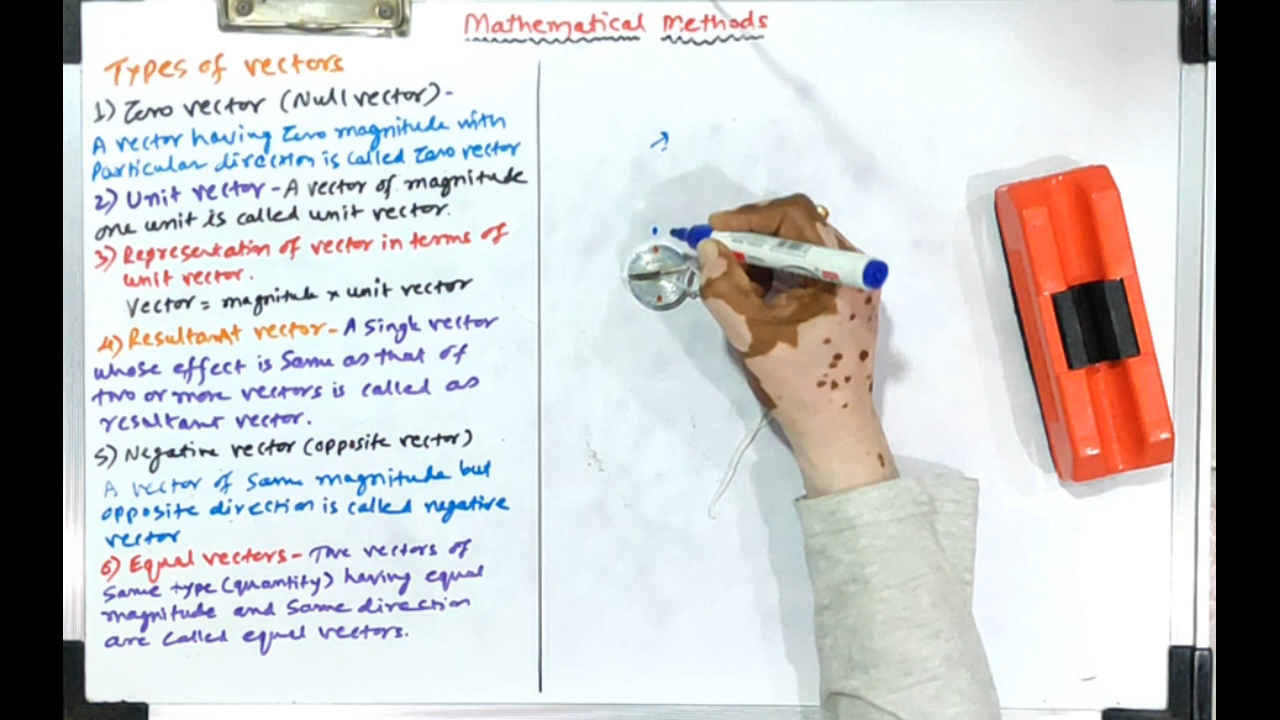 Mathematical Methods
Types of vectors
1) Zero vector (Null vector) -
A vector having Zero magnitude with
Particular direction is called Zero vector
2) Unit vector - A vector of magnitude
one unit is called unit vector.
3) Representation of vector in terms of
unit vector.
Vector = magnitude × unit vector
4) Resultant vector - A single vector
whose effect is Same as that of
two or more vectors is called as
resultant vector.
5) Negative vector (opposite vector)
A vector of same magnitude but
opposite direction is called negative
vector
6) Equal vectors - The vectors of
Same type (quantity) having equal
magnitude and Same direction
are called equal vectors.